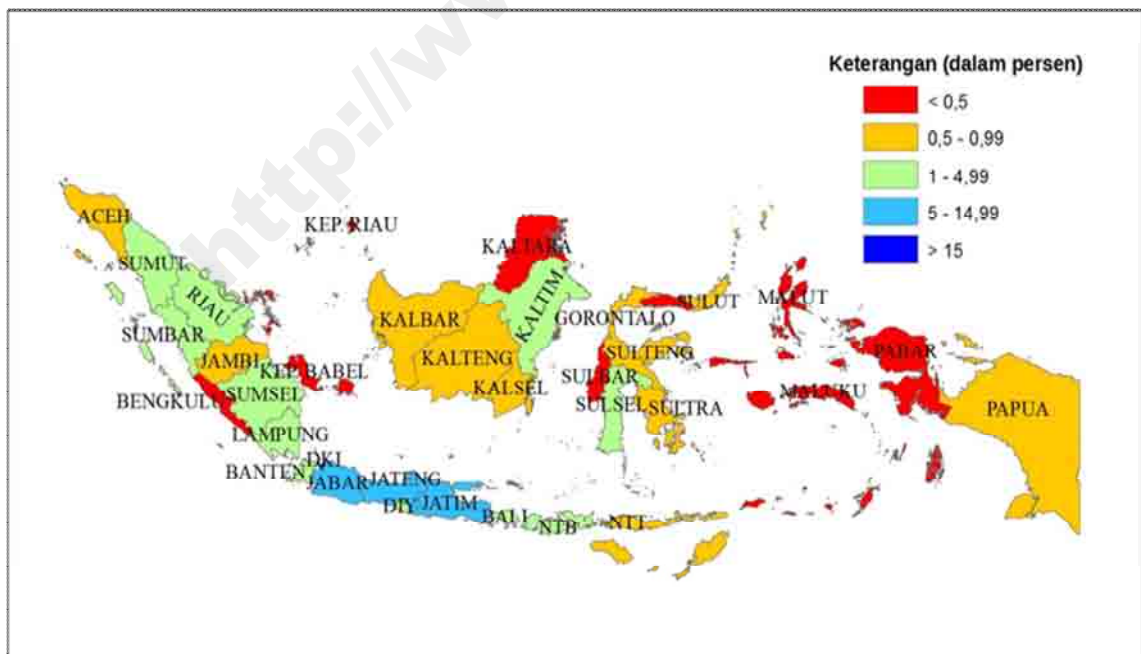 http://w
Keterangan (dalam persen)
< 0,5
0,5 - 0,99
1 - 4,99
5 - 14,99
> 15
ACEH
KEP. RIAU
KALTARA
SUMUT
RIAU
KALTIM
SULUT
MALUT
KALBAR
GORONTALO
SUMBAR
JAMBI
KALTENG
SULTENG
PABAR
KEP. BABEL
KALSEL
SULBAR
BENGKULU
SUMSEL
SULSEL
SULTRA
MALUKU
PAPUA
LAMPUNG
BANTEN
DKI
JABAR
JATENG
DIY
JATIM
BALI
NTB
NTT